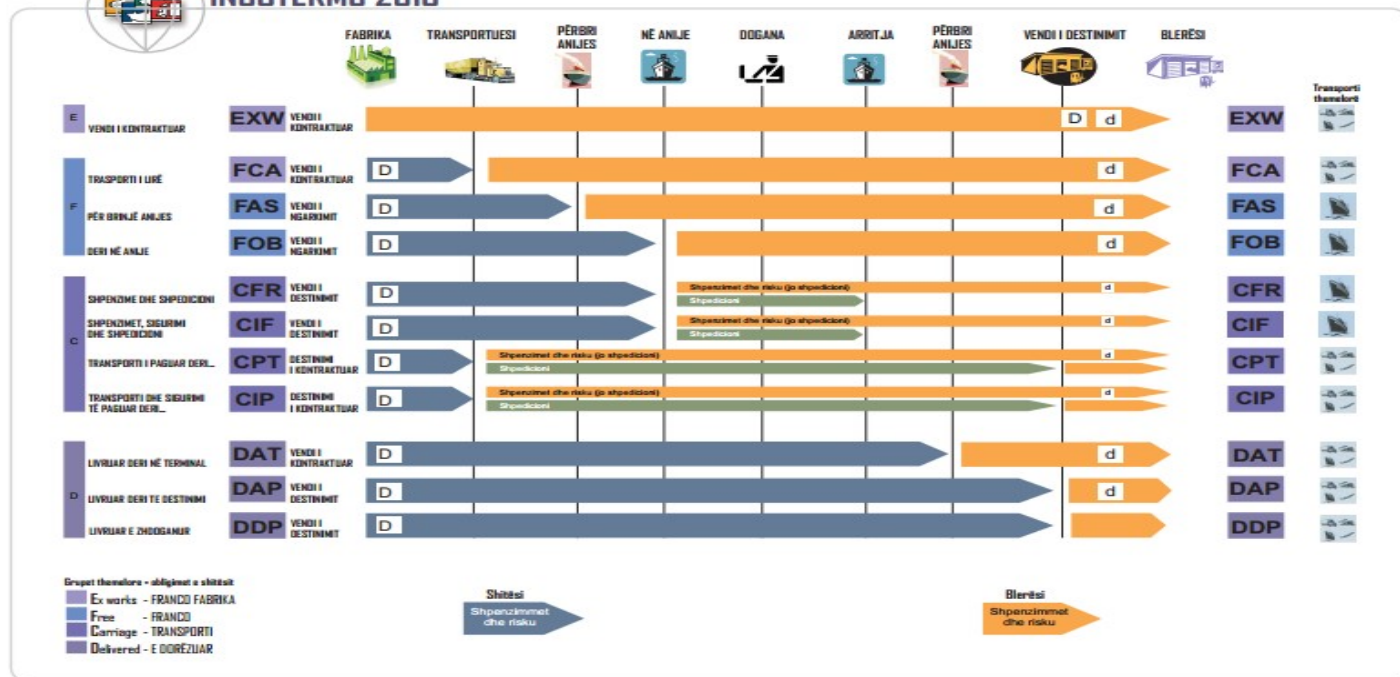 FABRIKA TRANSPORTUESI PËRBRI ANIJES NË ANIJE DOGANA ARRITJA PËRBRI ANIJES VENDI I DESTINIMIT BLERËSI
Transporti themelorë
E VENDI I KONTRAKTUAR EXW VENDI I KONTRAKTUAR D d EXW
F
TRASPORTI I LIRË FCA VENDI I KONTRAKTUAR D d FCA
PËR BRINJË ANIJES FAS VENDI I NGARKIMIT D d FAS
DERI NË ANIJE FOB VENDI I NGARKIMIT D d FOB
C
SHPENZIME DHE SHPEDICIONI CFR VENDI I DESTINIMIT D Shpenzimet dhe risku (jo shpedicioni) d CFR
Shpedicioni
SHPENZIMET, SIGURIMI DHE SHPEDICIONI CIF VENDI I DESTINIMIT D Shpenzimet dhe risku (jo shpedicioni) d CIF
Shpedicioni
TRANSPORTI I PAGUAR DERI... CPT DESTINIMI I KONTRAKTUAR D Shpenzimet dhe risku (jo shpedicioni) d CPT
Shpedicioni
TRANSPORTI DHE SIGURIMI TË PAGUAR DERI... CIP DESTINIMI I KONTRAKTUAR D Shpenzimet dhe risku (jo shpedicioni) d CIP
Shpedicioni
D
LIVRUAR DERI NË TERMINAL DAT VENDI I KONTRAKTUAR D d DAT
LIVRUAR DERI TE DESTINIMI DAP VENDI I DESTINIMIT D d DAP
LIVRUAR E ZHDOGANUR DDP VENDI I DESTINIMIT D DDP
Grupet themelore - obligimet e shitësit
Ex works - FRANCO FABRIKA
Free - FRANCO
Carriage - TRANSPORTI
Delivered - E DORËZUAR
Shitësi
Shpenzimmet
dhe risku
Blerësi
Shpenzimmet
dhe risku